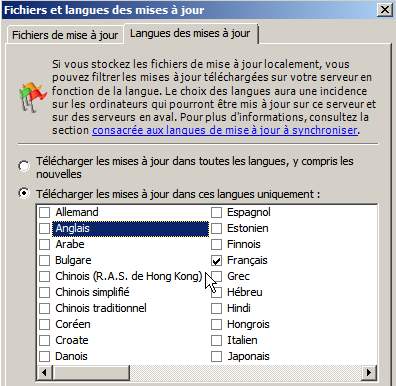 Fichiers et langues des mises à jour
Fichiers de mise à jour
Langues des mises à jour
Si vous stockez les fichiers de mise à jour localement, vous
pouvez filtrer les mises à jour téléchargées sur votre serveur en
fonction de la langue. Le choix des langues aura une incidence
sur les ordinateurs qui pourront être mis à jour sur ce serveur et
sur des serveurs en aval. Pour plus d'informations, consultez la
section consacrée aux langues de mise à jour à synchroniser.
Télécharger les mises à jour dans toutes les langues, y compris les
nouvelles
Télécharger les mises à jour dans ces langues uniquement :
Allemand
Anglais
Arabe
Bulgare
Chinois (R.A.S. de Hong Kong)
Chinois simplifié
Chinois traditionnel
Coréen
Croate
Danois
Espagnol
Estonien
Finnois
Français
Grec
Hébreu
Hindi
Hongrois
Italien
Japonais